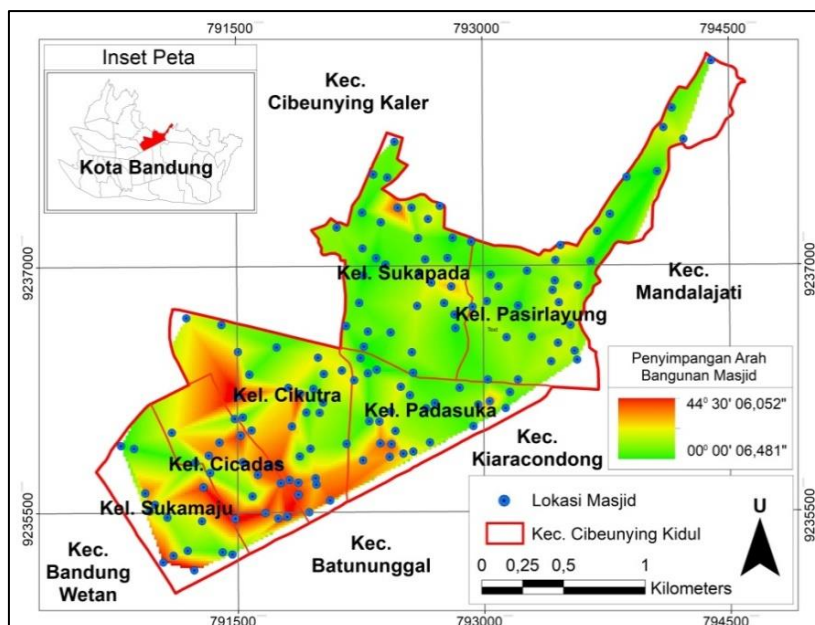 791500 793000 794500
Inset Peta
Kota Bandung
Kec.
Cibeunying Kaler
9237000
9237000
Kec.
Mandalajati
Kel. Sukapada
Kel. Pasirlayung
Text
Kel. Cikutra
Kel. Padasuka
Kel. Cicadas
Kel. Sukamaju
Kec.
Kiaracondong
Kec.
Batununggal
Kec.
Bandung
Wetan
9235500
9235500
Penyimpangan Arah
Bangunan Masjid
44° 30' 06,052"
00° 00' 06,481"
Lokasi Masjid
Kec. Cibeunying Kidul
U
0 0,25 0,5 1
Kilometers
791500 793000 794500